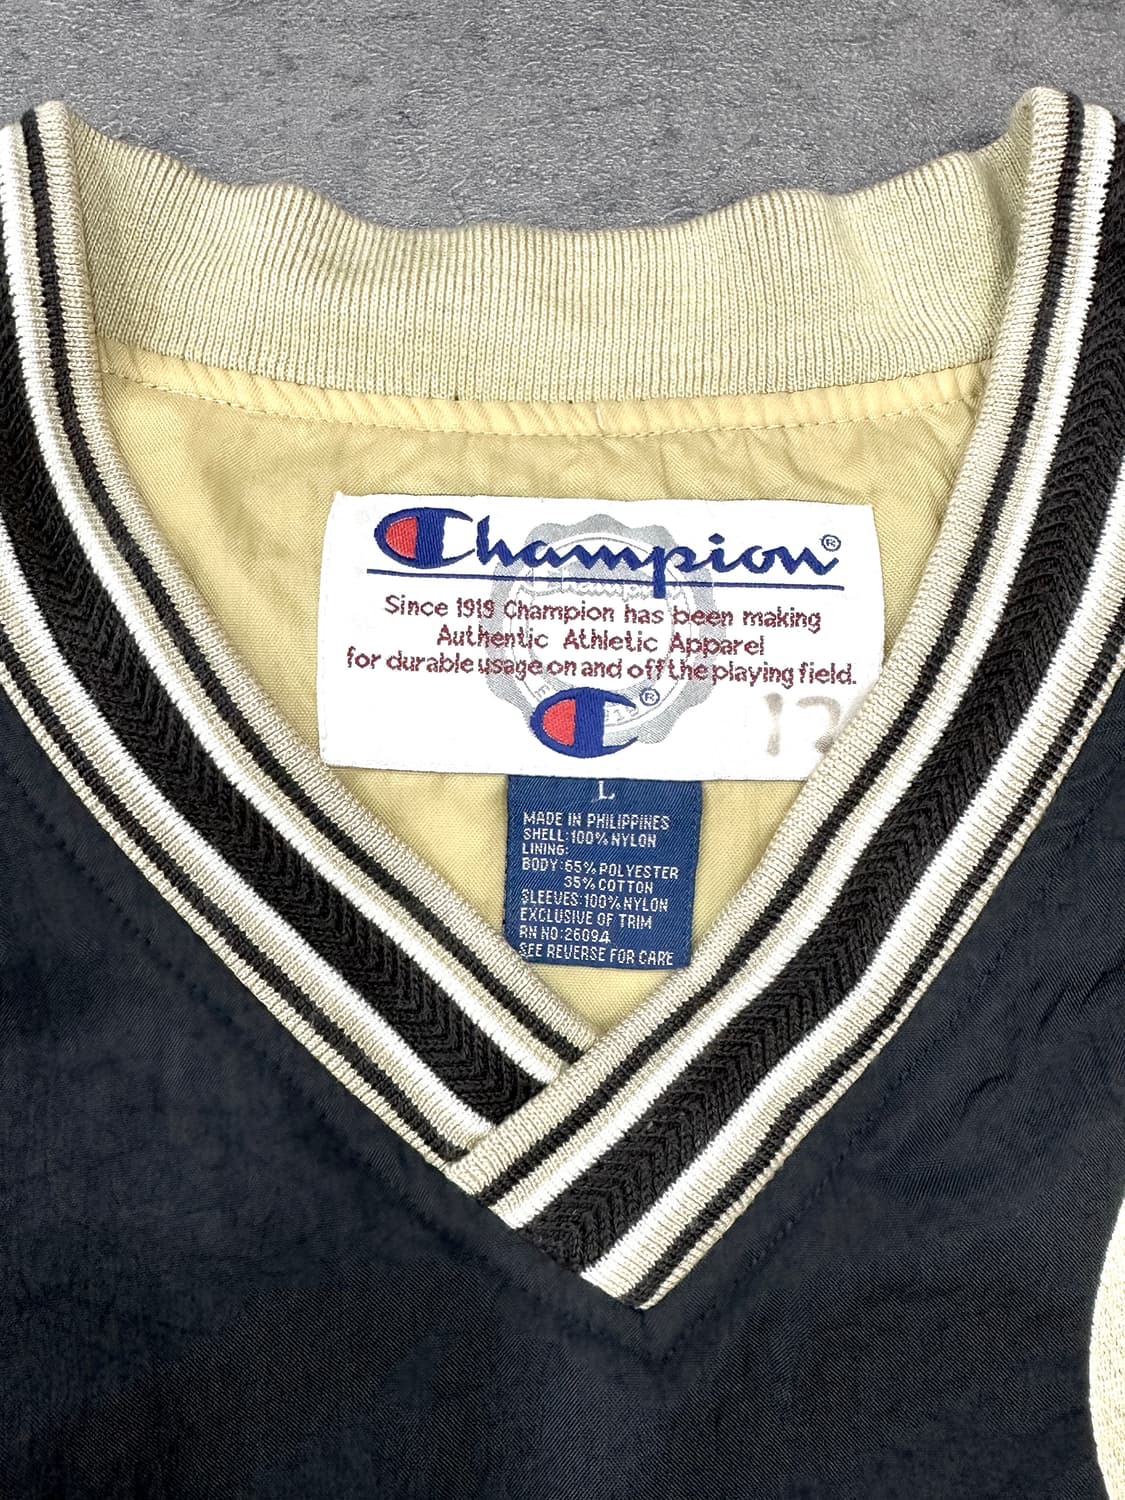 Champion®
Since 1919 Champion has been making
Authentic Athletic Apparel
for durable usage on and off the playing field.
®
12
L
MADE IN PHILIPPINES
SHELL:100% NYLON
LINING:
BODY:65% POLYESTER
35% COTTON
SLEEVES:100% NYLON
EXCLUSIVE OF TRIM
RN NO:26094
SEE REVERSE FOR CARE